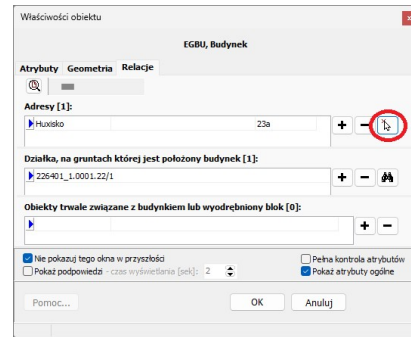 Właściwości obiektu
x
EGBU, Budynek
Atrybuty Geometria Relacje
Adresy [1]:
Huxisko 23a
Działka, na gruntach której jest położony budynek [1]:
226401_1.0001.22/1
Obiekty trwale związane z budynkiem lub wyodrębniony blok [0]:
Nie pokazuj tego okna w przyszłości
Pełna kontrola atrybutów
Pokaż podpowiedzi - czas wyświetlania [sek]: 2
Pokaż atrybuty ogólne
Pomoc... OK Anuluj